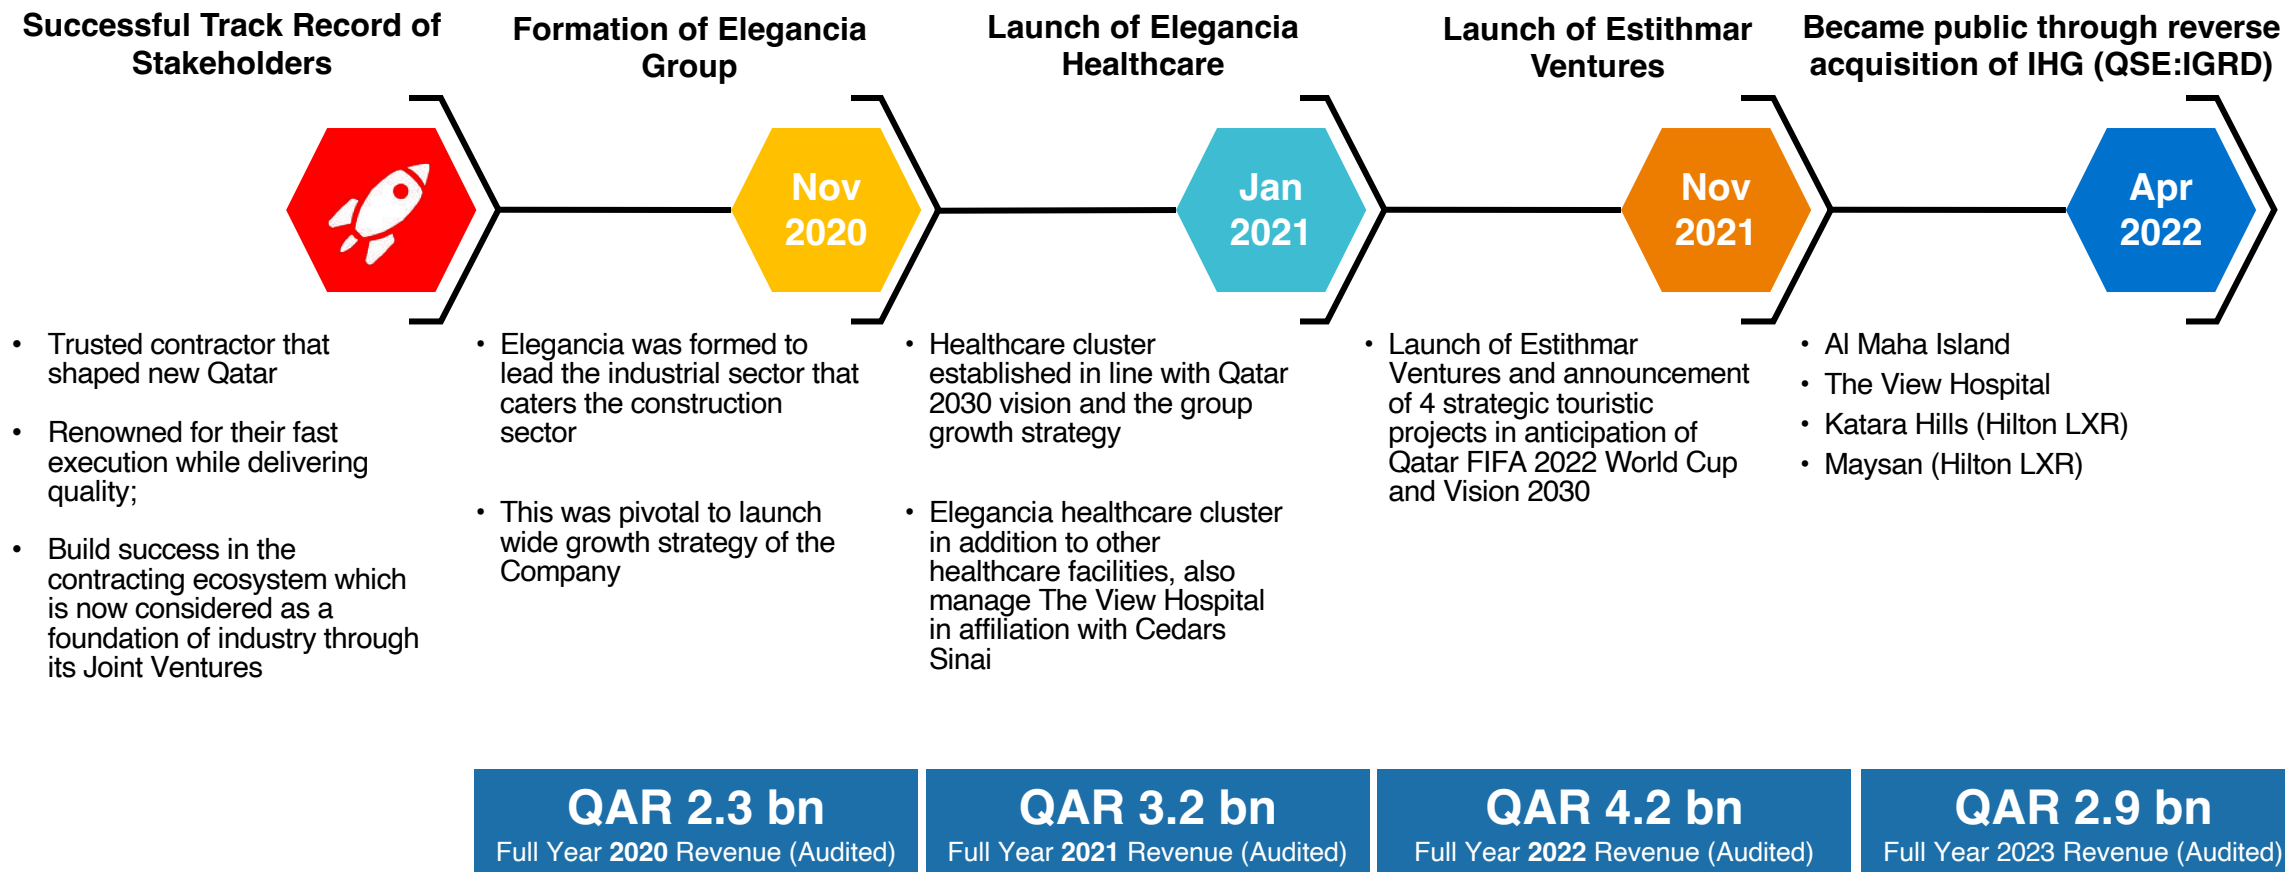 Successful Track Record of
Stakeholders
Formation of Elegancia
Group
Launch of Elegancia
Healthcare
Launch of Estithmar
Ventures
Became public through reverse
acquisition of IHG (QSE:IGRD)
Nov
2020
Jan
2021
Nov
2021
Apr
2022
• Trusted contractor that
shaped new Qatar
• Renowned for their fast
execution while delivering
quality;
• Build success in the
contracting ecosystem which
is now considered as a
foundation of industry through
its Joint Ventures
• Elegancia was formed to
lead the industrial sector that
caters the construction
sector
• This was pivotal to launch
wide growth strategy of the
Company
• Healthcare cluster
established in line with Qatar
2030 vision and the group
growth strategy
• Elegancia healthcare cluster
in addition to other
healthcare facilities, also
manage The View Hospital
in affiliation with Cedars
Sinai
• Launch of Estithmar
Ventures and announcement
of 4 strategic touristic
projects in anticipation of
Qatar FIFA 2022 World Cup
and Vision 2030
• Al Maha Island
• The View Hospital
• Katara Hills (Hilton LXR)
• Maysan (Hilton LXR)
QAR 2.3 bn
Full Year 2020 Revenue (Audited)
QAR 3.2 bn
Full Year 2021 Revenue (Audited)
QAR 4.2 bn
Full Year 2022 Revenue (Audited)
QAR 2.9 bn
Full Year 2023 Revenue (Audited)